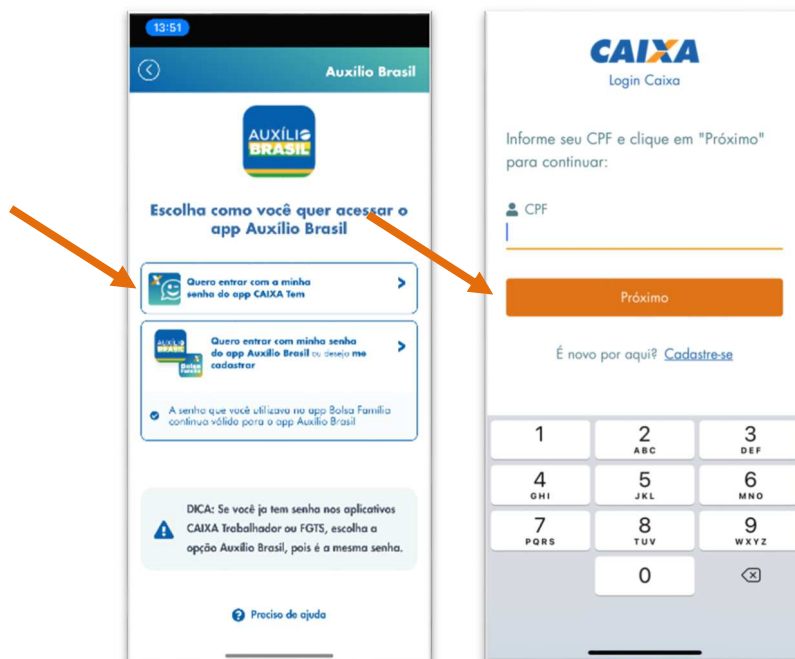 13:51
Auxílio Brasil
AUXÍLIO
BRASIL
Escolha como você quer acessar o
app Auxílio Brasil
Quero entrar com a minha
senha do app CAIXA Tem
AUXÍLIO
BRASIL
Bolsa
Família
Quero entrar com minha senha
do app Auxílio Brasil ou desejo me
cadastrar
A senha que você utilizava no app Bolsa Família
continua válida para o app Auxílio Brasil
DICA: Se você ja tem senha nos aplicativos
CAIXA Trabalhador ou FGTS, escolha a
opção Auxílio Brasil, pois é a mesma senha.
Preciso de ajuda
CAIXA
Login Caixa
Informe seu CPF e clique em "Próximo"
para continuar:
CPF
Próximo
É novo por aqui? Cadastre-se
1 2 3
ABC DEF
4 5 6
GHI JKL MNO
7 8 9
PQRS TUV WXYZ
0